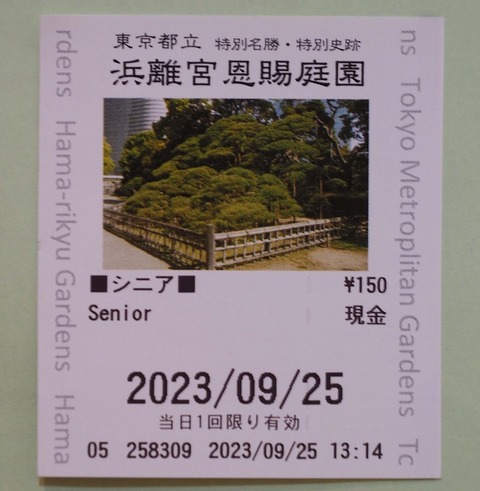 東京都立 特別名勝・特別史跡
浜離宮恩賜庭園
■シニア■ ¥150
Senior 現金
2023/09/25
当日1回限り有効
05 258309 2023/09/25 13:14
rdens Hama-rikyu Gardens Hama
ns Tokyo Metroplitan Gardens Tc